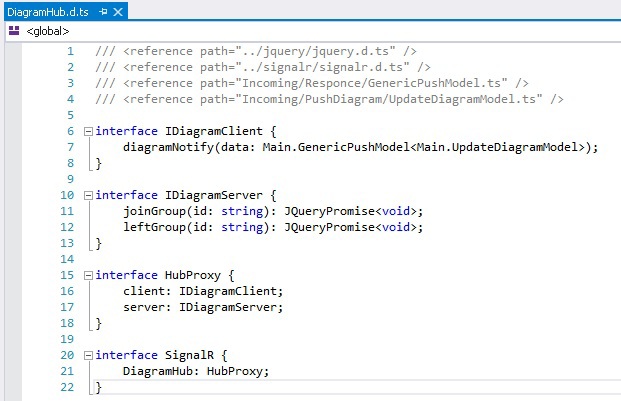 DiagramHub.d.ts
<global>
1 /// <reference path="../jquery/jquery.d.ts" />
2 /// <reference path="../signalr/signalr.d.ts" />
3 /// <reference path="Incoming/Responce/GenericPushModel.ts" />
4 /// <reference path="Incoming/PushDiagram/UpdateDiagramModel.ts" />
5
6 interface IDiagramClient {
7     diagramNotify(data: Main.GenericPushModel<Main.UpdateDiagramModel>);
8 }
9
10 interface IDiagramServer {
11     joinGroup(id: string): JQueryPromise<void>;
12     leftGroup(id: string): JQueryPromise<void>;
13 }
14
15 interface HubProxy {
16     client: IDiagramClient;
17     server: IDiagramServer;
18 }
19
20 interface SignalR {
21     DiagramHub: HubProxy;
22 }